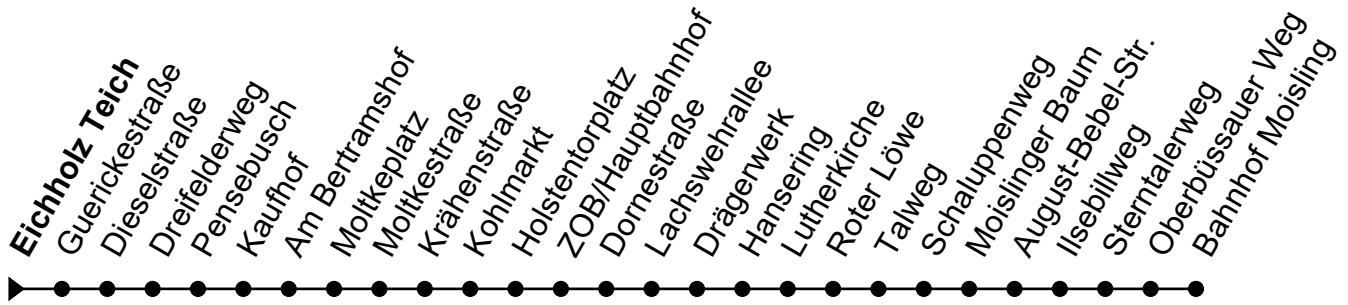 Eichholz Teich
Guerickestraße
Dieselstraße
Dreifelderweg
Pensebusch
Kaufhof
Am Bertramshof
Moltkeplatz
Moltkestraße
Krähenstraße
Kohlmarkt
Holstentorplatz
ZOB/Hauptbahnhof
Dornestraße
Lachswehrallee
Drägerwerk
Hansering
Lutherkirche
Roter Löwe
Talweg
Schaluppenweg
Moislinger Baum
August-Bebel-Str.
Ilsebillweg
Sterntalerweg
Oberbüssauer Weg
Bahnhof Moisling